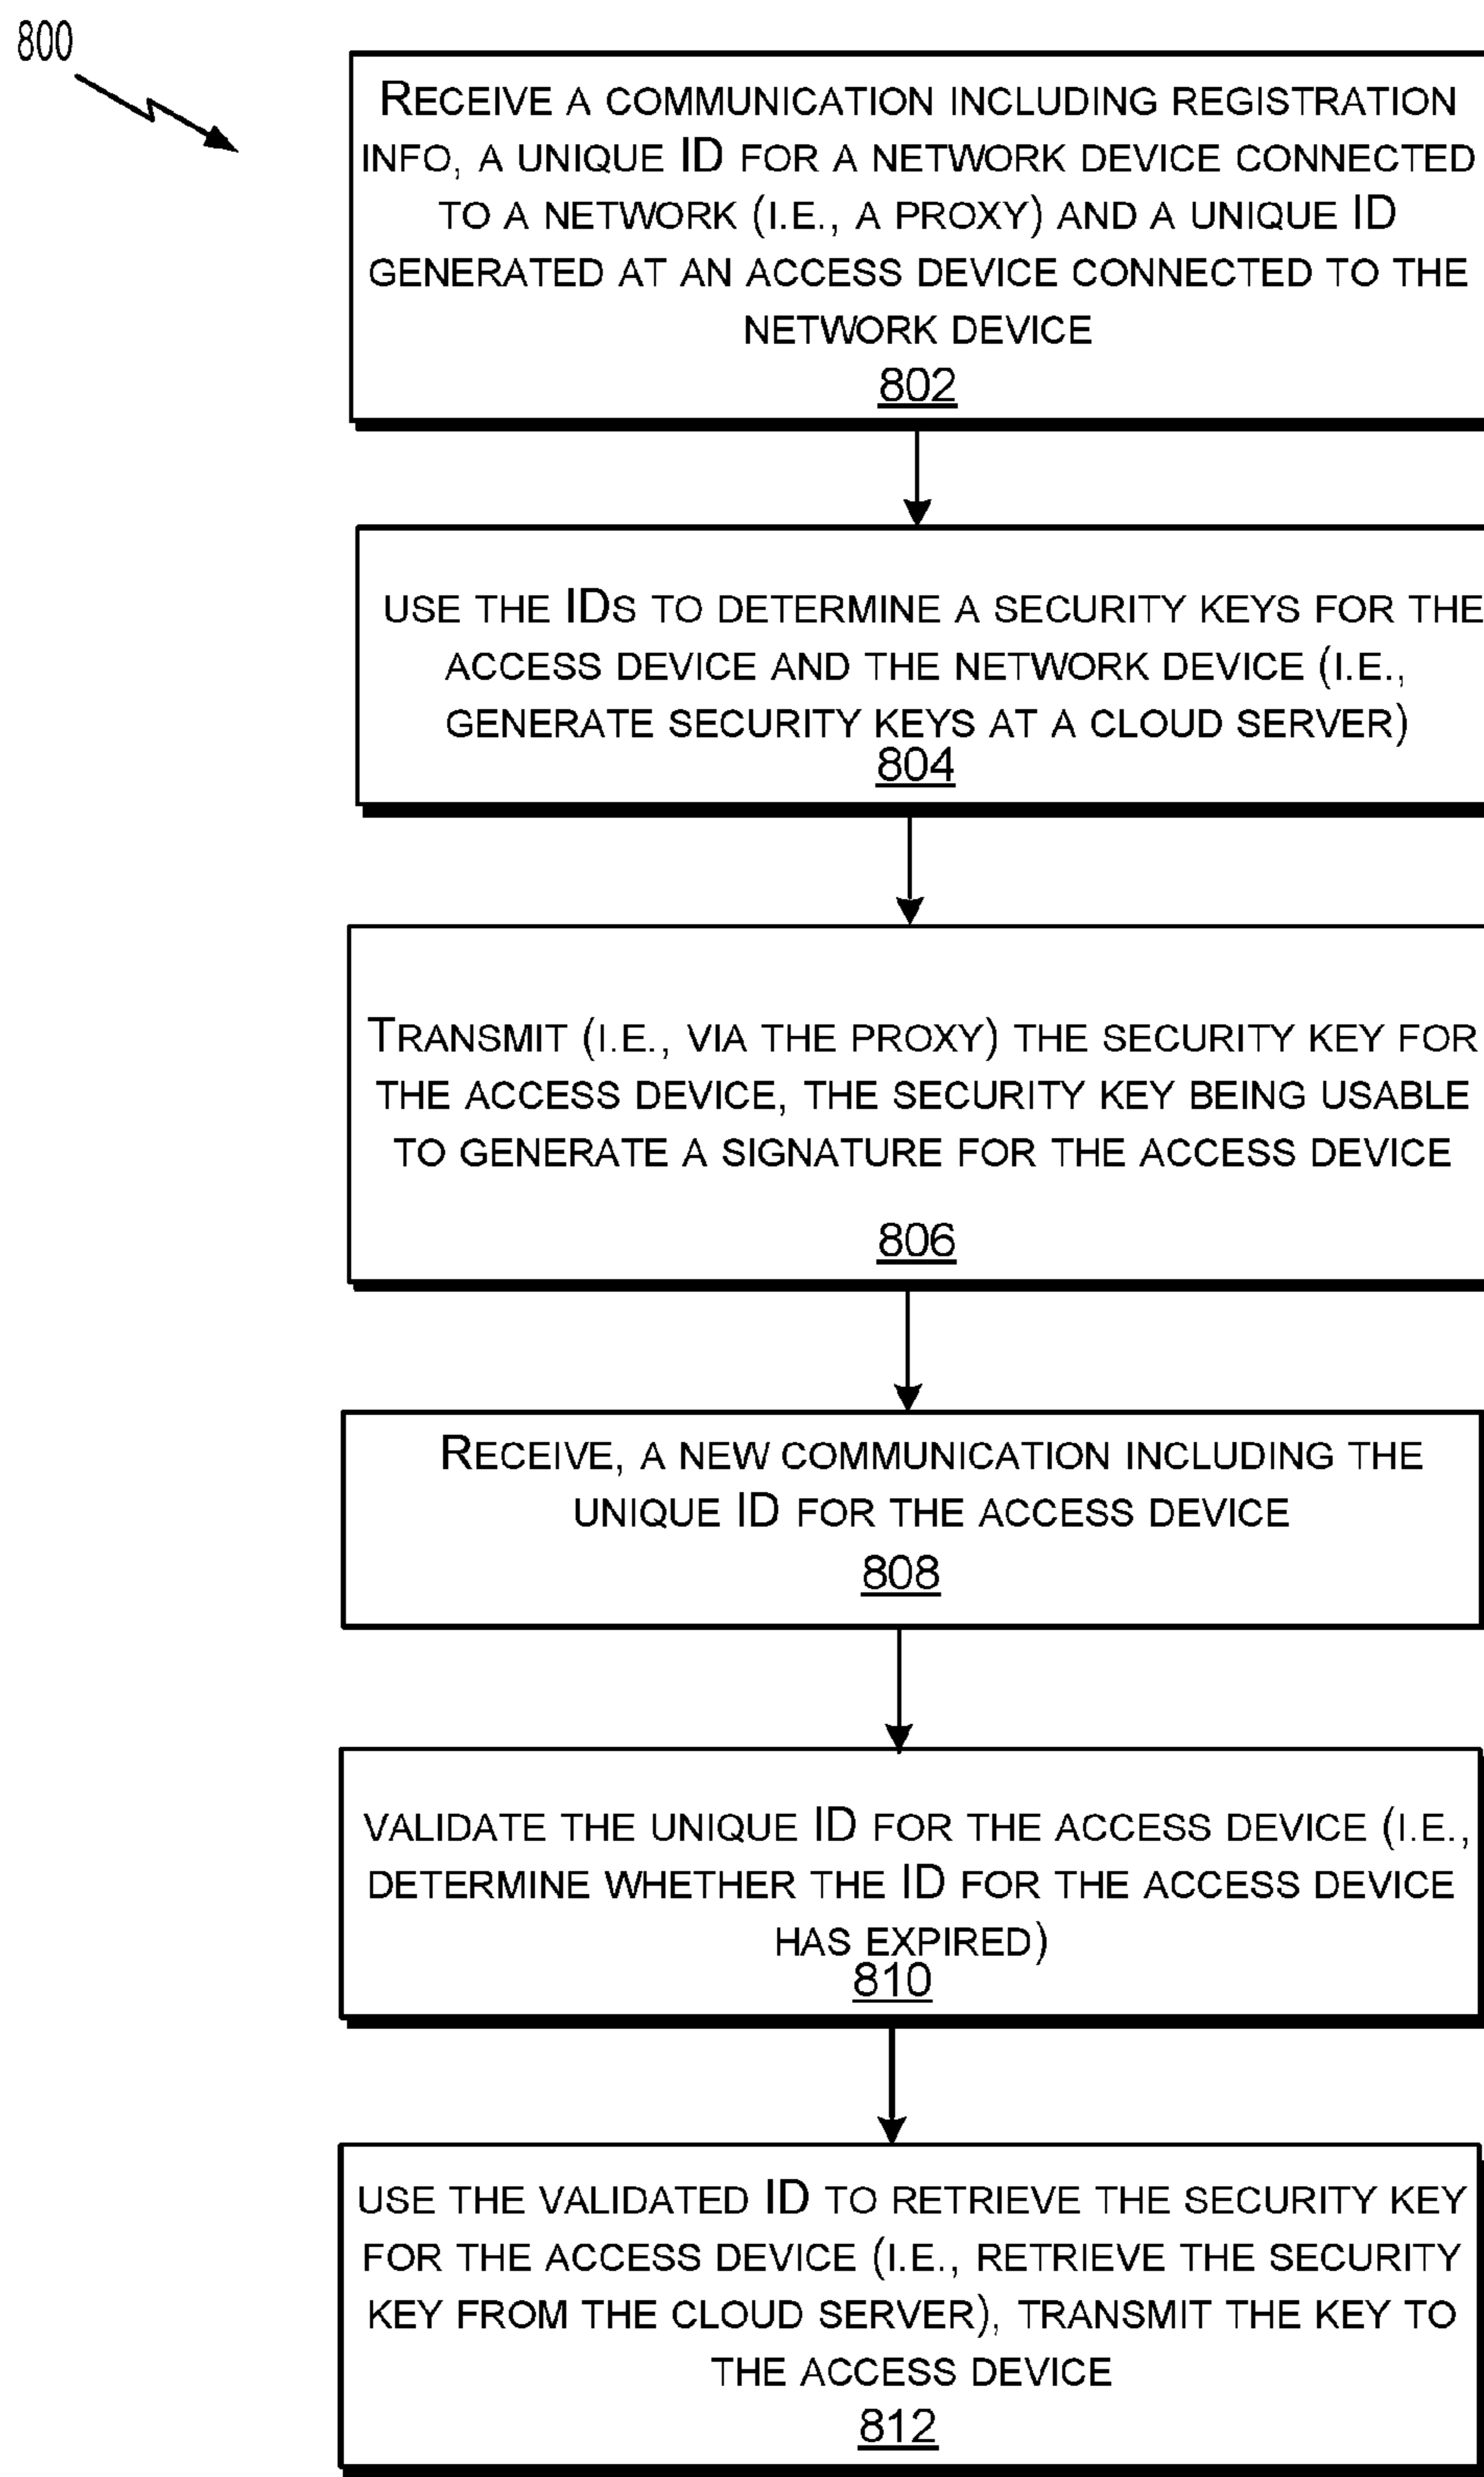 800
RECEIVE A COMMUNICATION INCLUDING REGISTRATION
INFO, A UNIQUE ID FOR A NETWORK DEVICE CONNECTED
TO A NETWORK (I.E., A PROXY) AND A UNIQUE ID
GENERATED AT AN ACCESS DEVICE CONNECTED TO THE
NETWORK DEVICE
802
USE THE IDS TO DETERMINE A SECURITY KEYS FOR THE
ACCESS DEVICE AND THE NETWORK DEVICE (I.E.,
GENERATE SECURITY KEYS AT A CLOUD SERVER)
804
TRANSMIT (I.E., VIA THE PROXY) THE SECURITY KEY FOR
THE ACCESS DEVICE, THE SECURITY KEY BEING USABLE
TO GENERATE A SIGNATURE FOR THE ACCESS DEVICE
806
RECEIVE, A NEW COMMUNICATION INCLUDING THE
UNIQUE ID FOR THE ACCESS DEVICE
808
VALIDATE THE UNIQUE ID FOR THE ACCESS DEVICE (I.E.,
DETERMINE WHETHER THE ID FOR THE ACCESS DEVICE
HAS EXPIRED)
810
USE THE VALIDATED ID TO RETRIEVE THE SECURITY KEY
FOR THE ACCESS DEVICE (I.E., RETRIEVE THE SECURITY
KEY FROM THE CLOUD SERVER), TRANSMIT THE KEY TO
THE ACCESS DEVICE
812